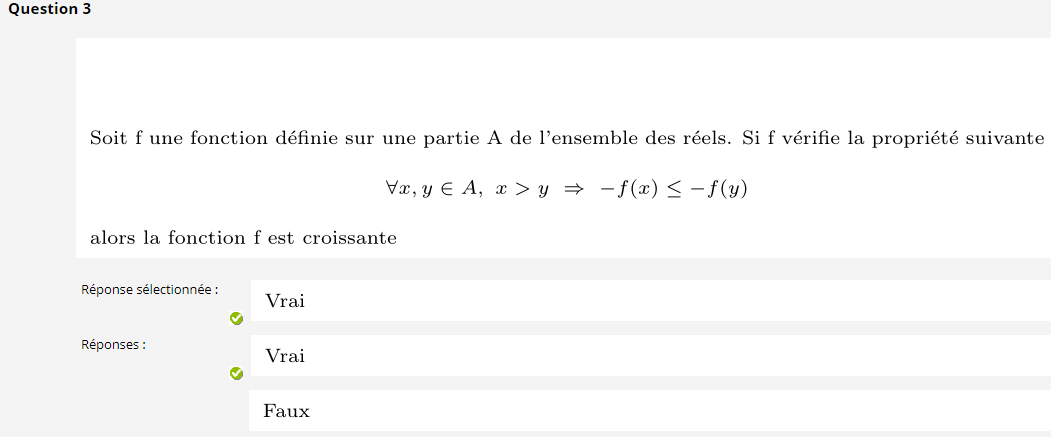 Question 3
Soit f une fonction définie sur une partie A de l'ensemble des réels. Si f vérifie la propriété suivante
∀x, y ∈ A, x > y ⇒ −f(x) ≤ −f(y)
alors la fonction f est croissante
Réponse sélectionnée :
Vrai
Réponses :
Vrai
Faux